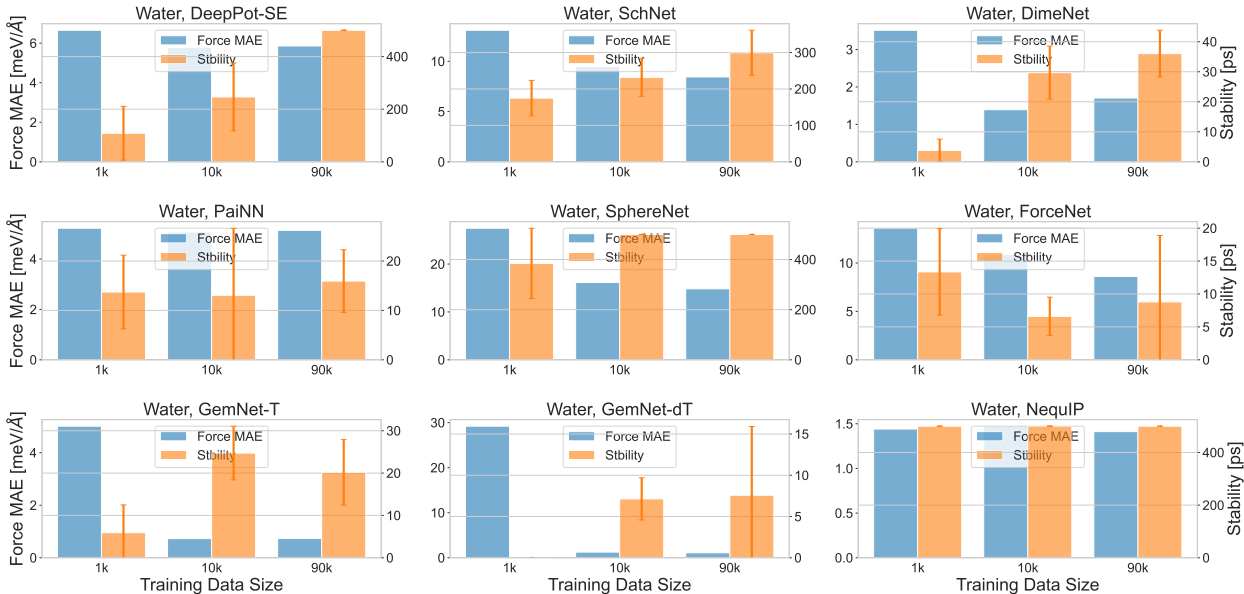 Water, DeepPot-SE
Force MAE [meV/Å]
6
4
2
0
Force MAE
Stbility
400
200
0
1k
10k
90k
Water, SchNet
10
5
0
Force MAE
Stbility
300
200
100
0
1k
10k
90k
Water, DimeNet
3
2
1
0
Force MAE
Stbility
40
30
20
10
0
Stability [ps]
1k
10k
90k
Water, PaiNN
Force MAE [meV/Å]
4
2
0
Force MAE
Stbility
20
10
0
1k
10k
90k
Water, SphereNet
20
10
0
Force MAE
Stbility
400
200
0
1k
10k
90k
Water, ForceNet
10
5
0
Force MAE
Stbility
20
15
10
5
0
Stability [ps]
1k
10k
90k
Water, GemNet-T
Force MAE [meV/Å]
4
2
0
Force MAE
Stbility
30
20
10
0
1k
10k
90k
Training Data Size
Water, GemNet-dT
30
20
10
0
Force MAE
Stbility
15
10
5
0
1k
10k
90k
Training Data Size
Water, NequIP
1.5
1.0
0.5
0.0
Force MAE
Stbility
400
200
0
Stability [ps]
1k
10k
90k
Training Data Size